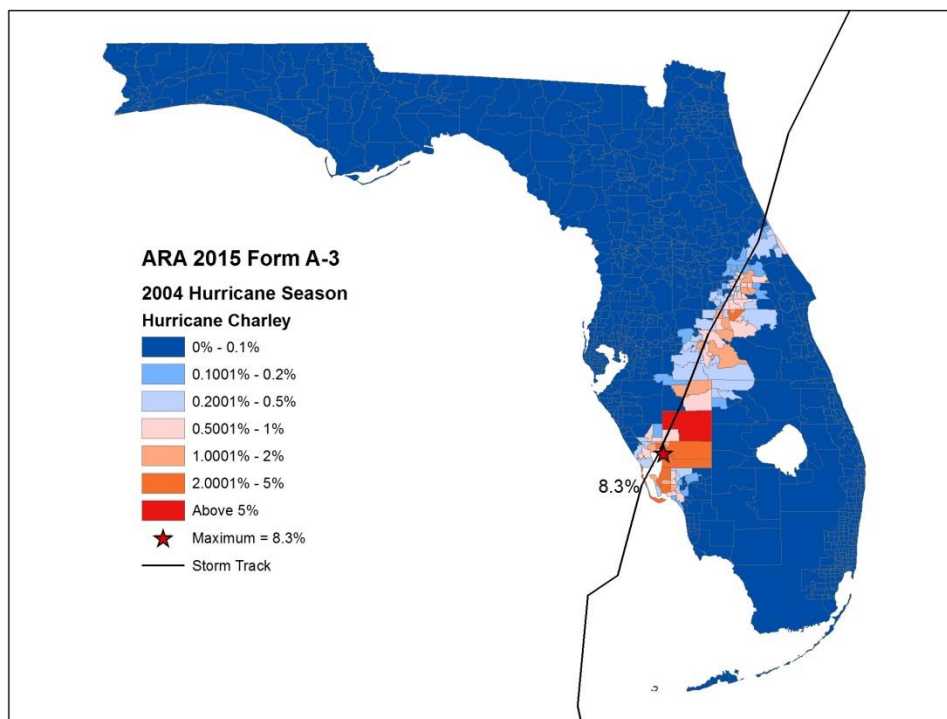 ARA 2015 Form A-3
2004 Hurricane Season
Hurricane Charley
0% - 0.1%
0.1001% - 0.2%
0.2001% - 0.5%
0.5001% - 1%
1.0001% - 2%
2.0001% - 5%
Above 5%
Maximum = 8.3%
Storm Track
8.3%